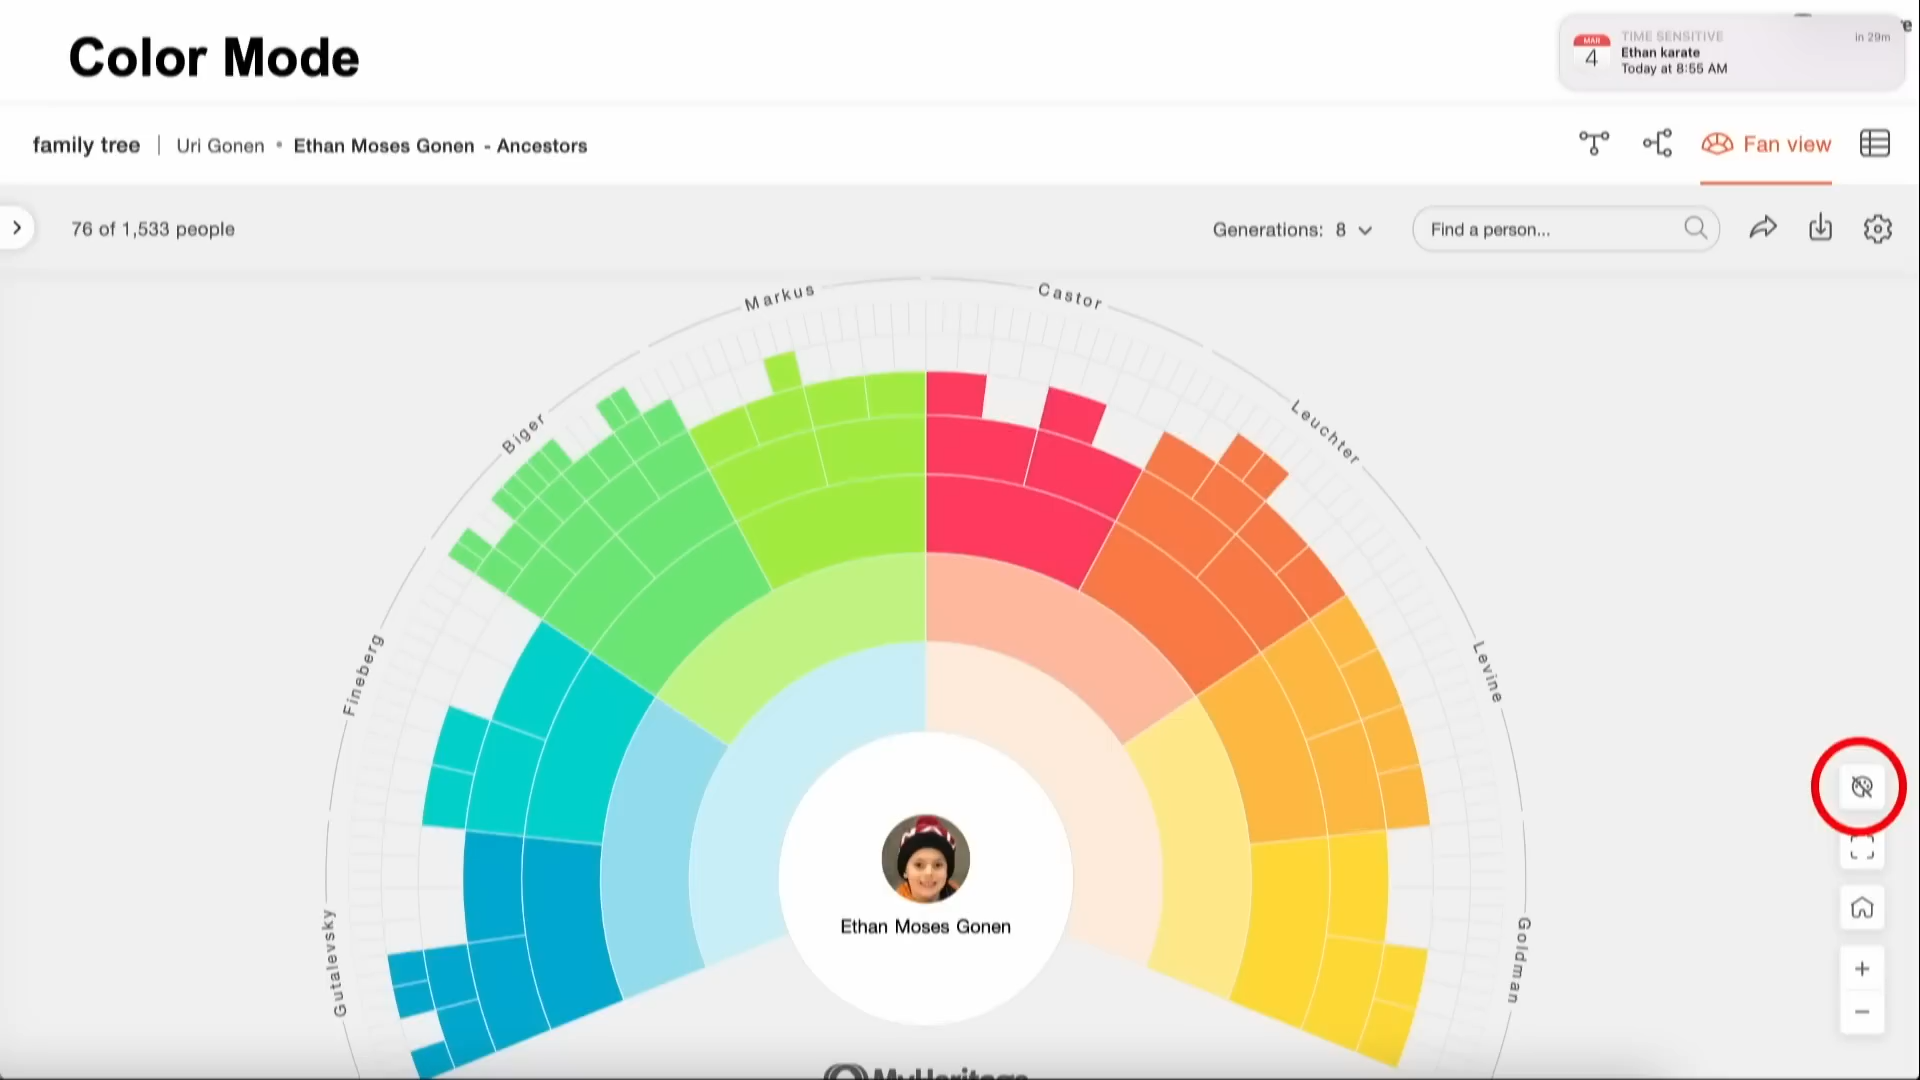 Color Mode
MAR
4
TIME SENSITIVE
in 29m
Ethan karate
Today at 8:55 AM
family tree | Uri Gonen • Ethan Moses Gonen - Ancestors
Fan view
76 of 1,533 people
Generations: 8
Find a person...
Markus
Castor
Biger
Leuchter
Fineberg
Levine
Gutalevsky
Goldman
Ethan Moses Gonen
MyHeritage